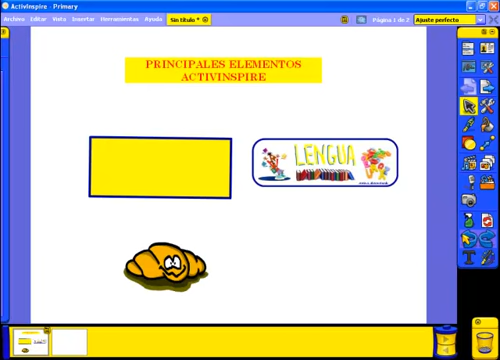 ActivInspire - Primary
Archivo Editar Vista Insertar Herramientas Ayuda
Sin título *
Página 1 de 2
Ajuste perfecto
PRINCIPALES ELEMENTOS
ACTIVINSPIRE
LENGUA